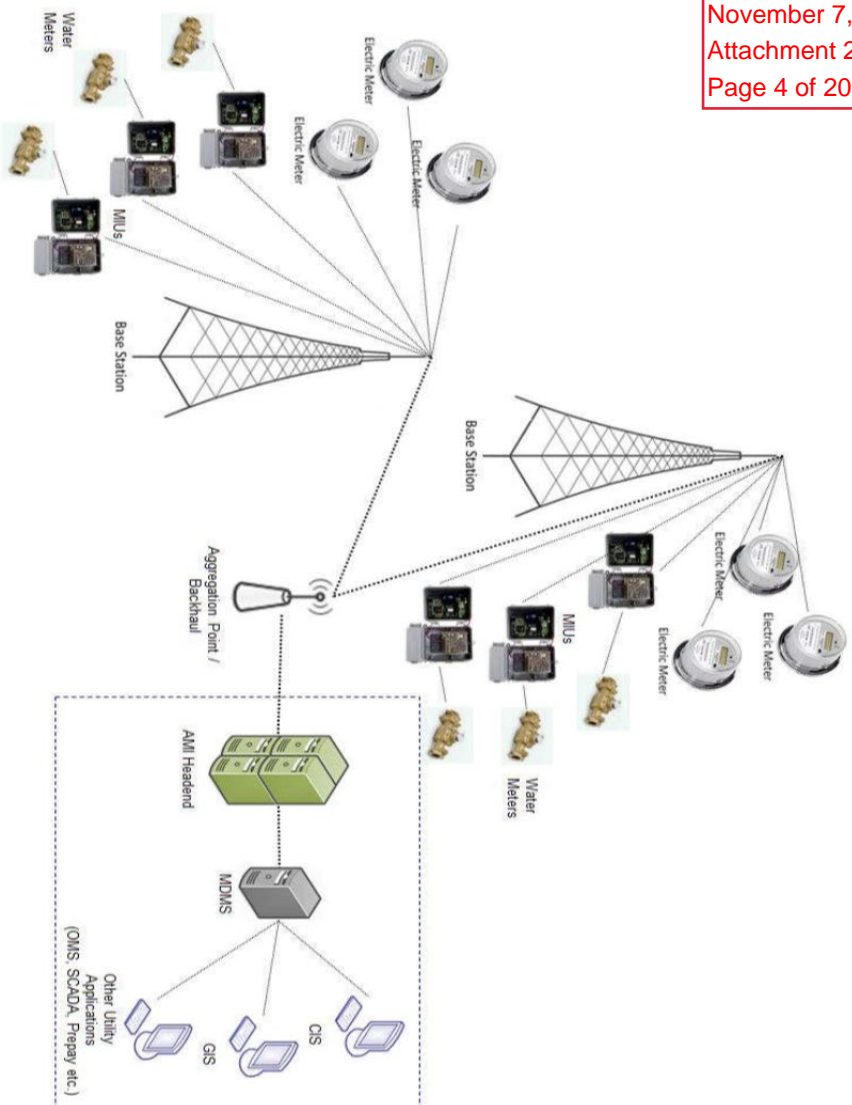 November 7,
Attachment 2
Page 4 of 20
Water
Meters
Electric Meter
Electric Meter
Electric Meter
MIUs
Base Station
Base Station
Electric Meter
Electric Meter
Electric Meter
MIUs
Water
Meters
Aggregation Point /
Backhaul
AMI Headend
MDMS
CIS
GIS
Other Utility
Applications
(OMS, SCADA, Prepay etc.)